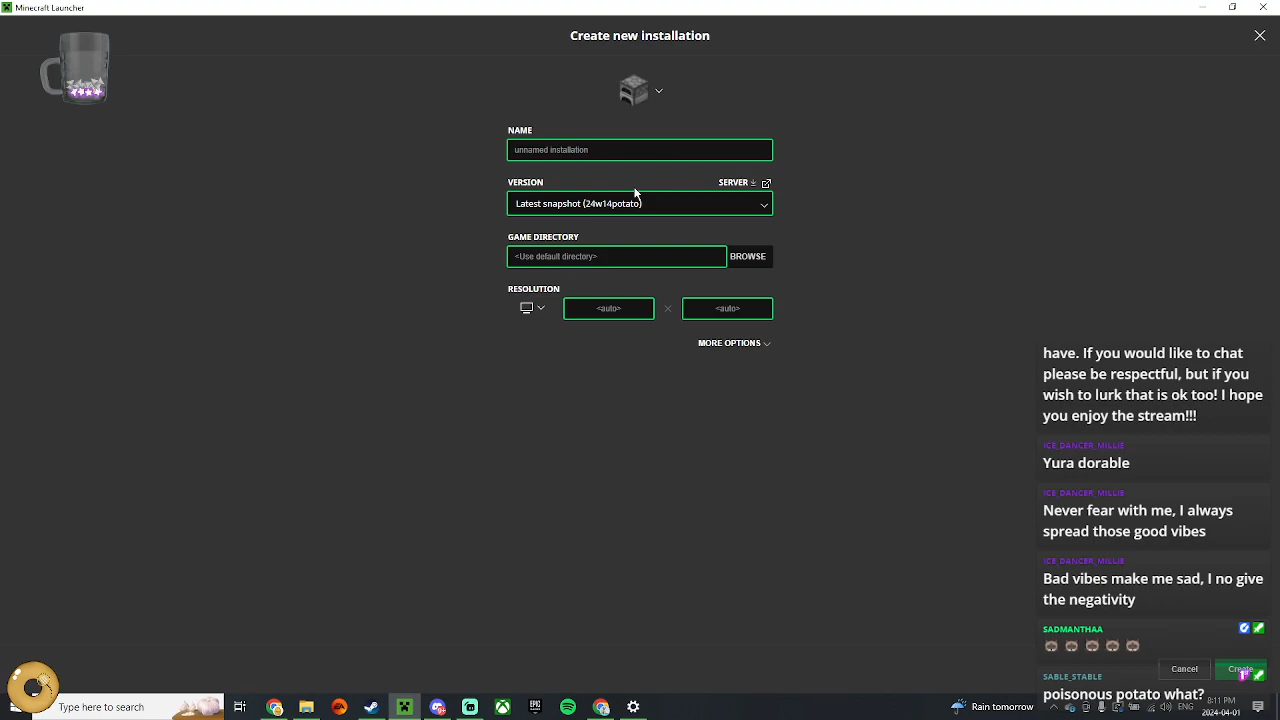 Minecraft Launcher
Create new installation
NAME
unnamed installation
VERSION
SERVER
Latest snapshot (24w14potato)
GAME DIRECTORY
<Use default directory>
BROWSE
RESOLUTION
<auto>
<auto>
MORE OPTIONS
have. If you would like to chat
please be respectful, but if you
wish to lurk that is ok too! I hope
you enjoy the stream!!!
ICE_DANCER_MILLIE
Yura dorable
ICE_DANCER_MILLIE
Never fear with me, I always
spread those good vibes
ICE_DANCER_MILLIE
Bad vibes make me sad, I no give
the negativity
SADMANTHAA
Cancel
Create
SABLE_STABLE
poisonous potato what?
Type here to search
EA
EPIC
Rain tomorrow
ENG
8:11 PM
2024-04-01